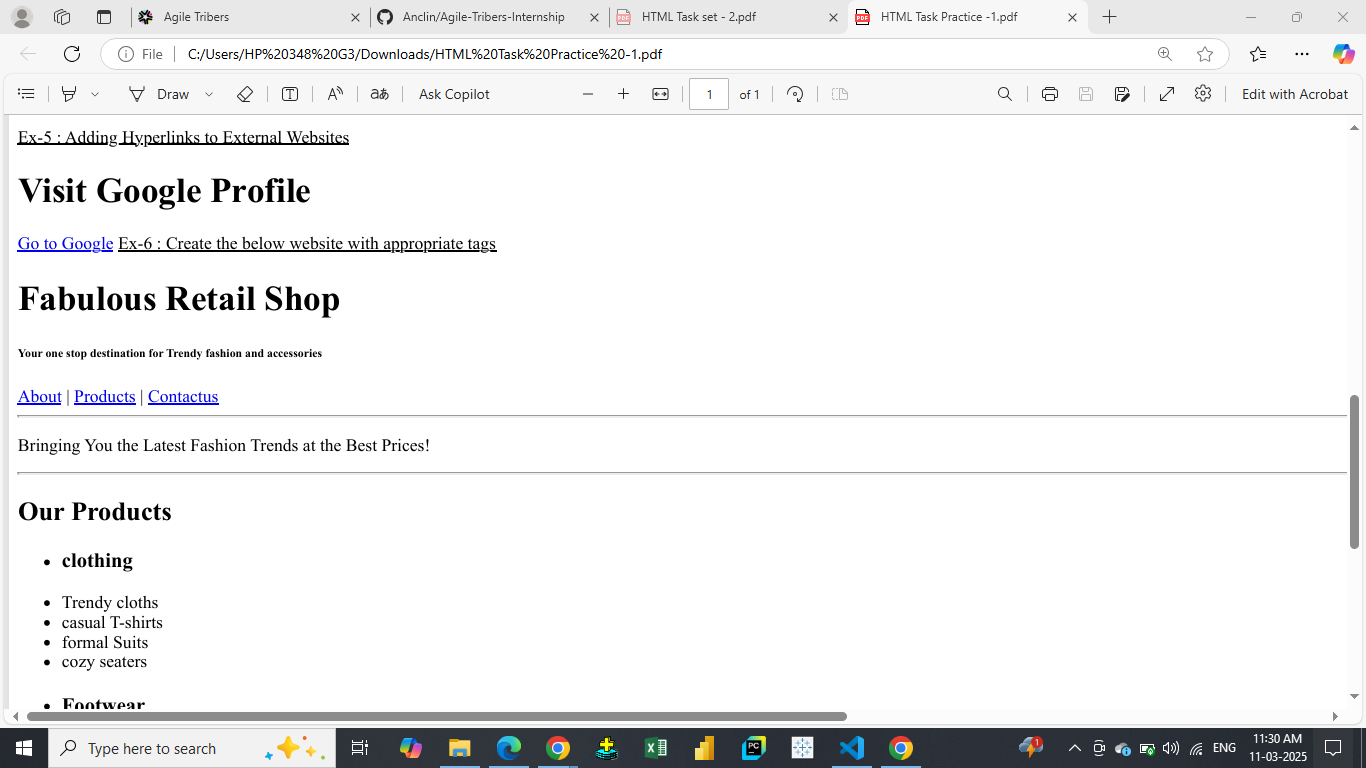 Agile Tribers
Anclin/Agile-Tribers-Internship
HTML Task set - 2.pdf
HTML Task Practice -1.pdf
File
C:/Users/HP%20348%20G3/Downloads/HTML%20Task%20Practice%20-1.pdf
Draw
Ask Copilot
1 of 1
Edit with Acrobat
Ex-5 : Adding Hyperlinks to External Websites
Visit Google Profile
Go to Google Ex-6 : Create the below website with appropriate tags
Fabulous Retail Shop
Your one stop destination for Trendy fashion and accessories
About | Products | Contactus
Bringing You the Latest Fashion Trends at the Best Prices!
Our Products
• clothing
• Trendy cloths
• casual T-shirts
• formal Suits
• cozy seaters
• Footwear
Type here to search
ENG
11:30 AM
11-03-2025